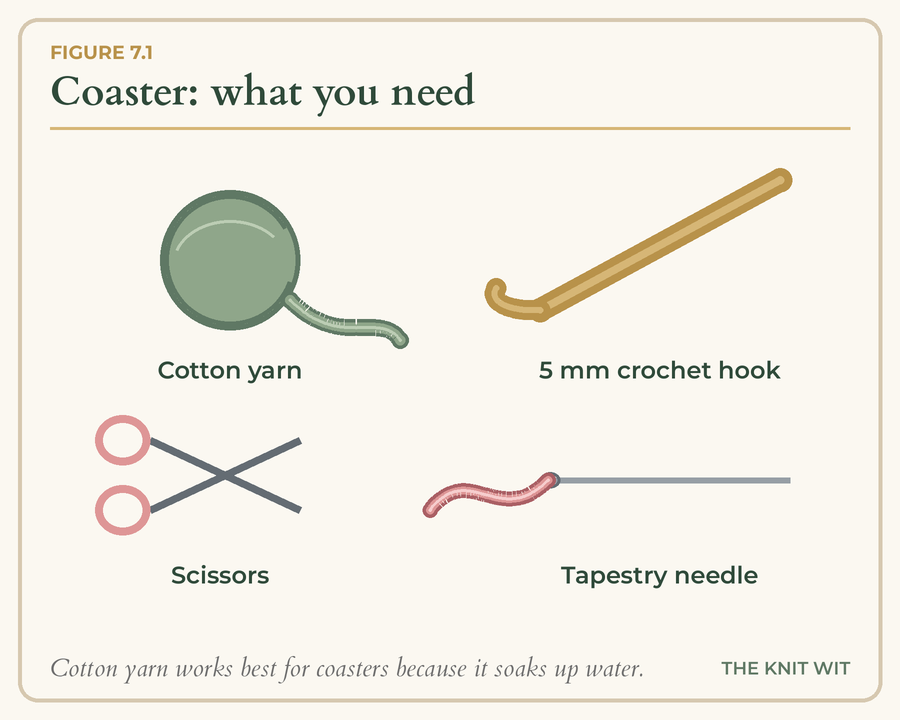 FIGURE 7.1
Coaster: what you need
Cotton yarn
5 mm crochet hook
Scissors
Tapestry needle
Cotton yarn works best for coasters because it soaks up water.
THE KNIT WIT